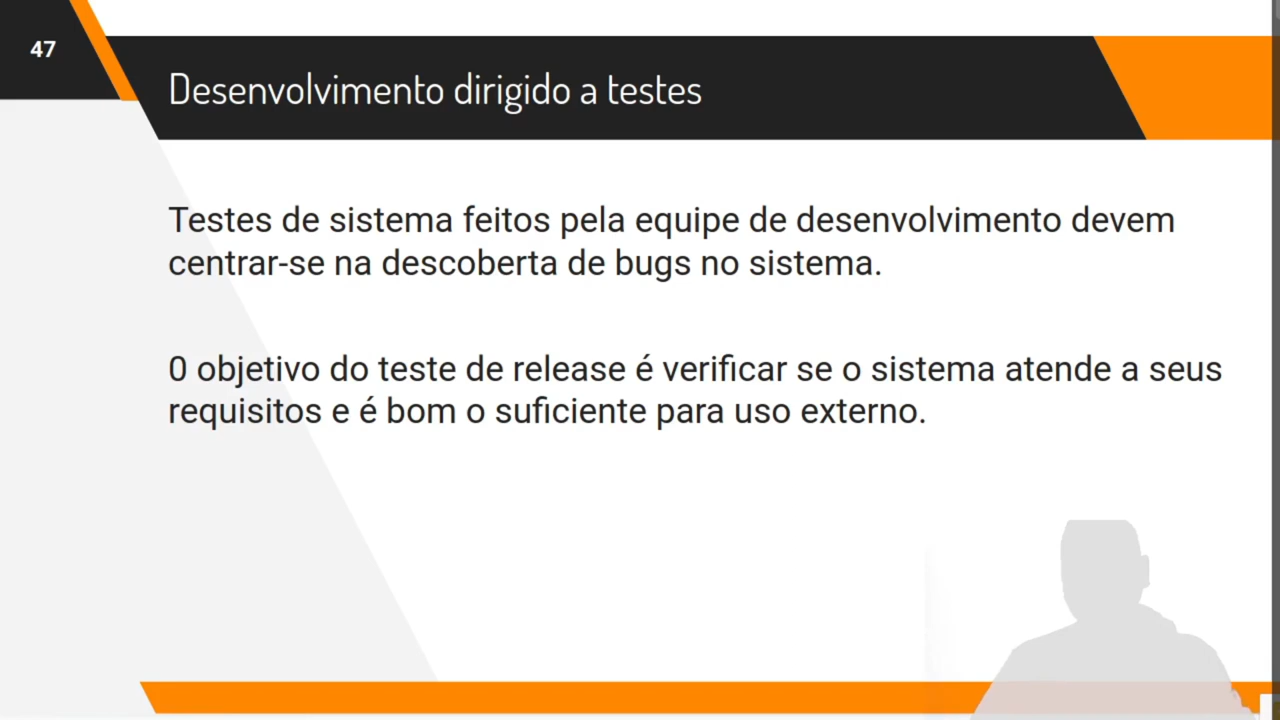 47
Desenvolvimento dirigido a testes
Testes de sistema feitos pela equipe de desenvolvimento devem
centrar-se na descoberta de bugs no sistema.
0 objetivo do teste de release é verificar se o sistema atende a seus
requisitos e é bom o suficiente para uso externo.